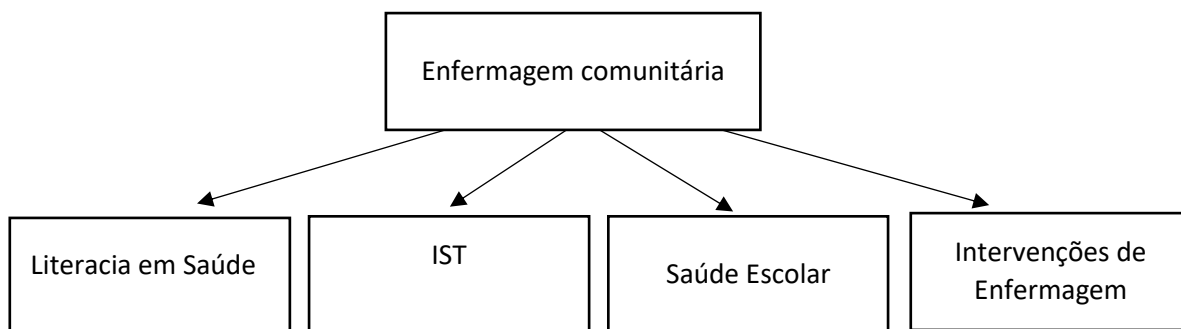 Enfermagem comunitária
Literacia em Saúde
IST
Saúde Escolar
Intervenções de
Enfermagem